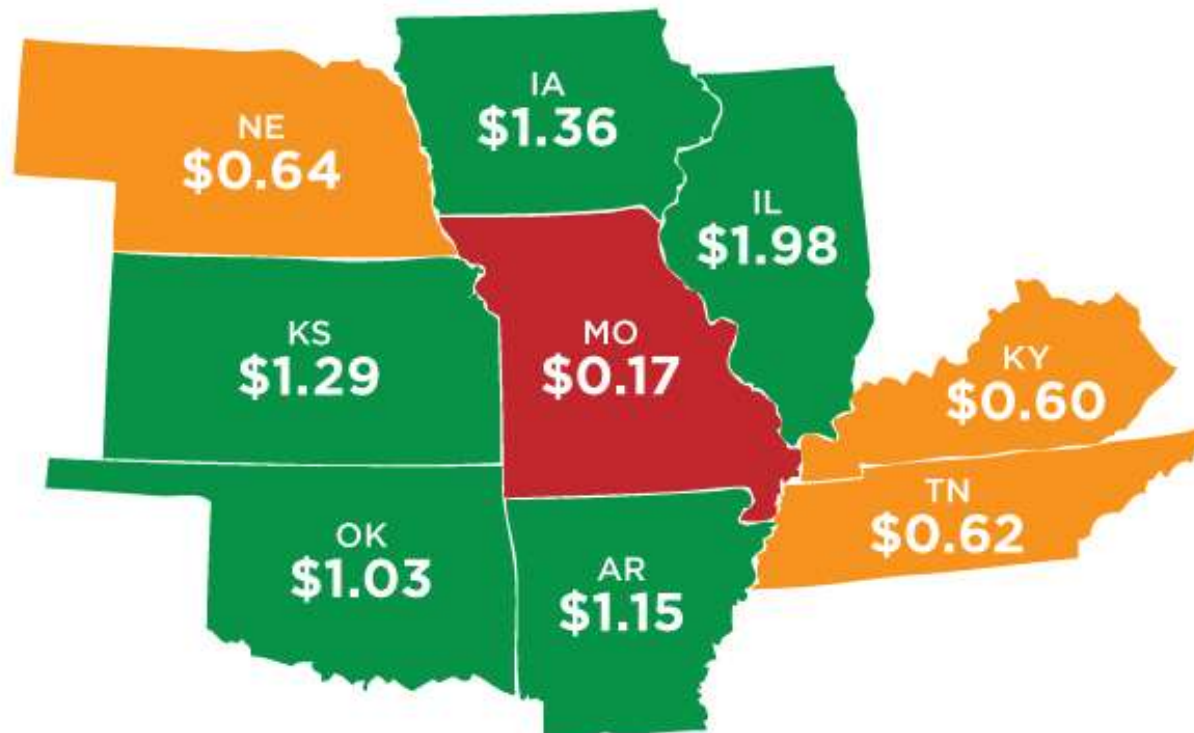 IA
$1.36
NE
$0.64
IL
$1.98
KS
$1.29
MO
$0.17
KY
$0.60
TN
$0.62
OK
$1.03
AR
$1.15